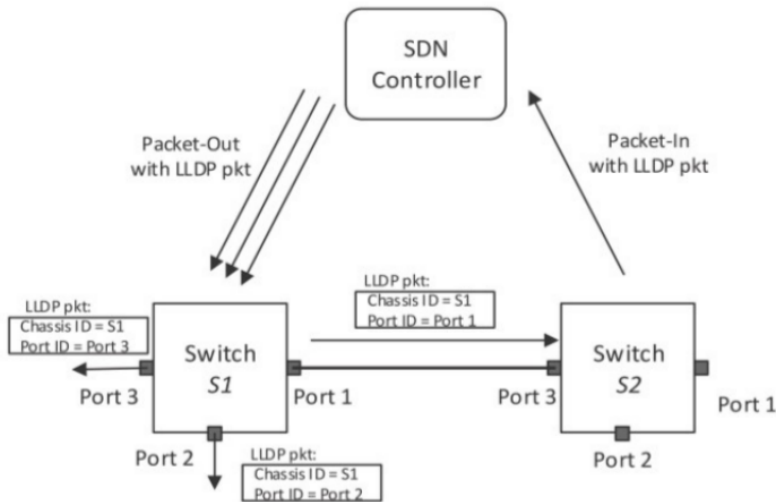 SDN
Controller
Packet-Out
with LLDP pkt
Packet-In
with LLDP pkt
LLDP pkt:
Chassis ID = S1
Port ID = Port 1
LLDP pkt:
Chassis ID = S1
Port ID = Port 3
Switch
S1
Switch
S2
Port 3
Port 1
Port 3
Port 1
Port 2
LLDP pkt:
Chassis ID = S1
Port ID = Port 2
Port 2